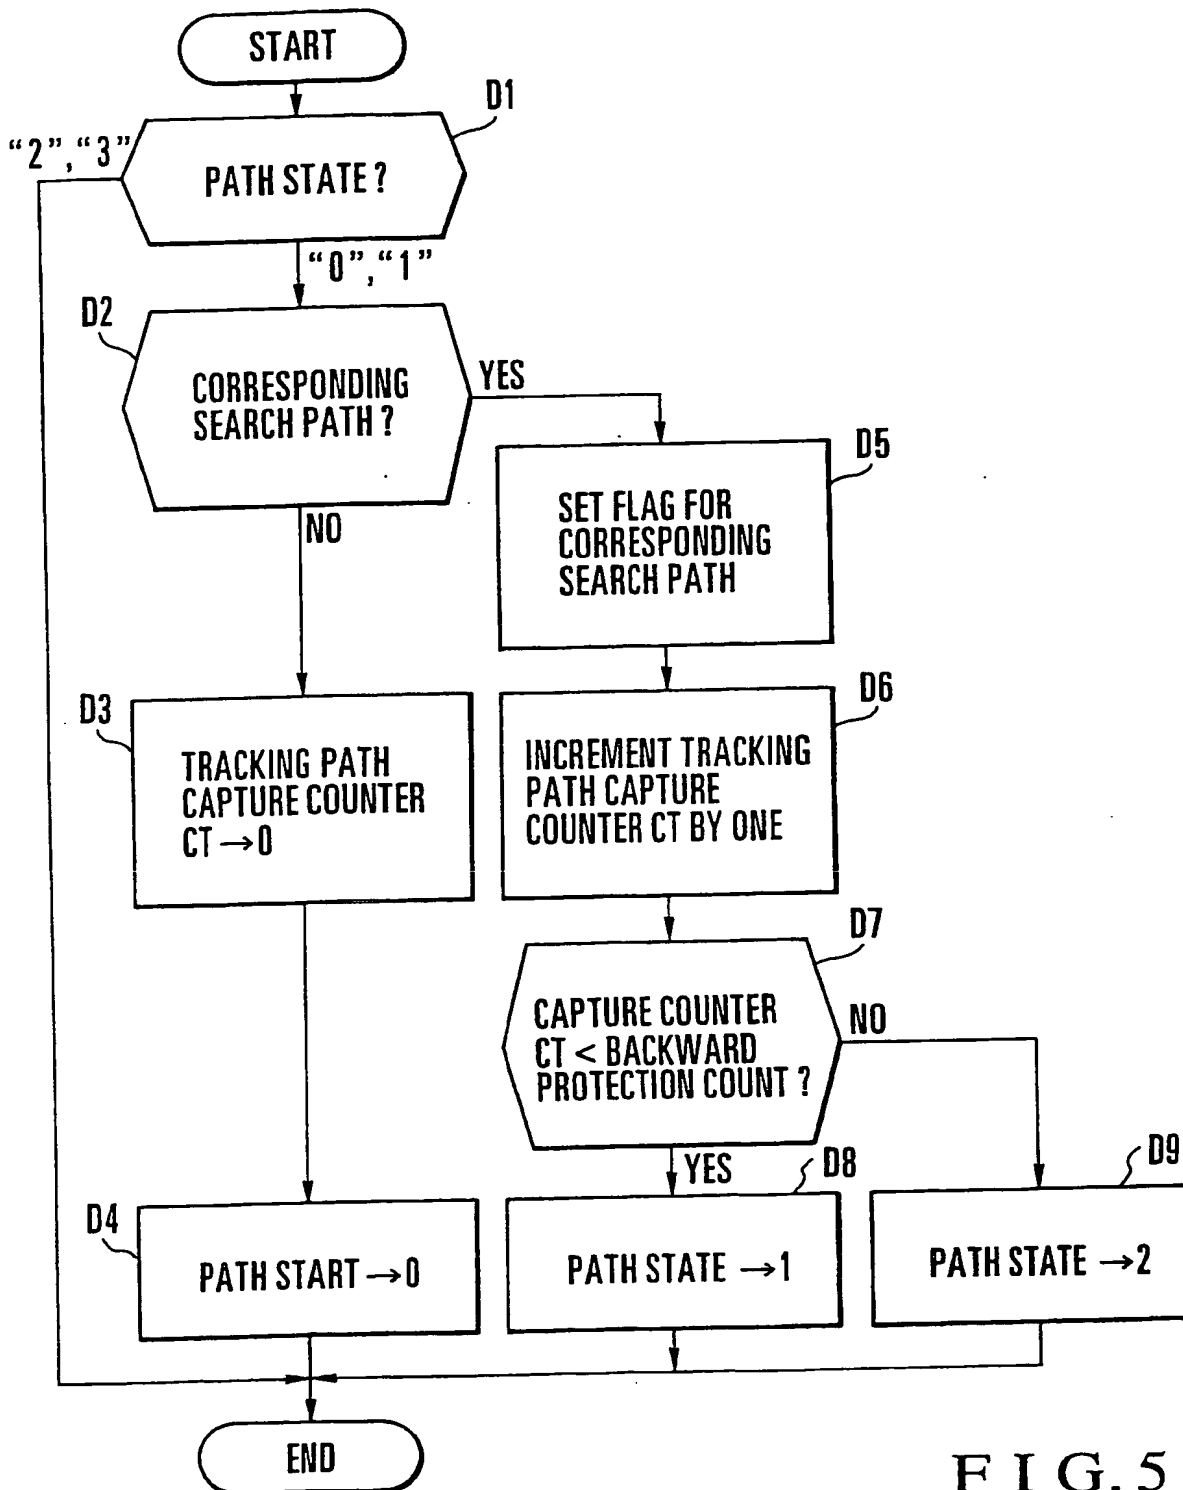 START
D1
"2","3"
PATH STATE ?
"0","1"
D2
CORRESPONDING
SEARCH PATH ?
YES
NO
D5
SET FLAG FOR
CORRESPONDING
SEARCH PATH
D3
TRACKING PATH
CAPTURE COUNTER
CT →0
D6
INCREMENT TRACKING
PATH CAPTURE
COUNTER CT BY ONE
D7
CAPTURE COUNTER
CT < BACKWARD
PROTECTION COUNT ?
NO
YES
D4
PATH START →0
D8
PATH STATE →1
D9
PATH STATE →2
END
FIG. 5